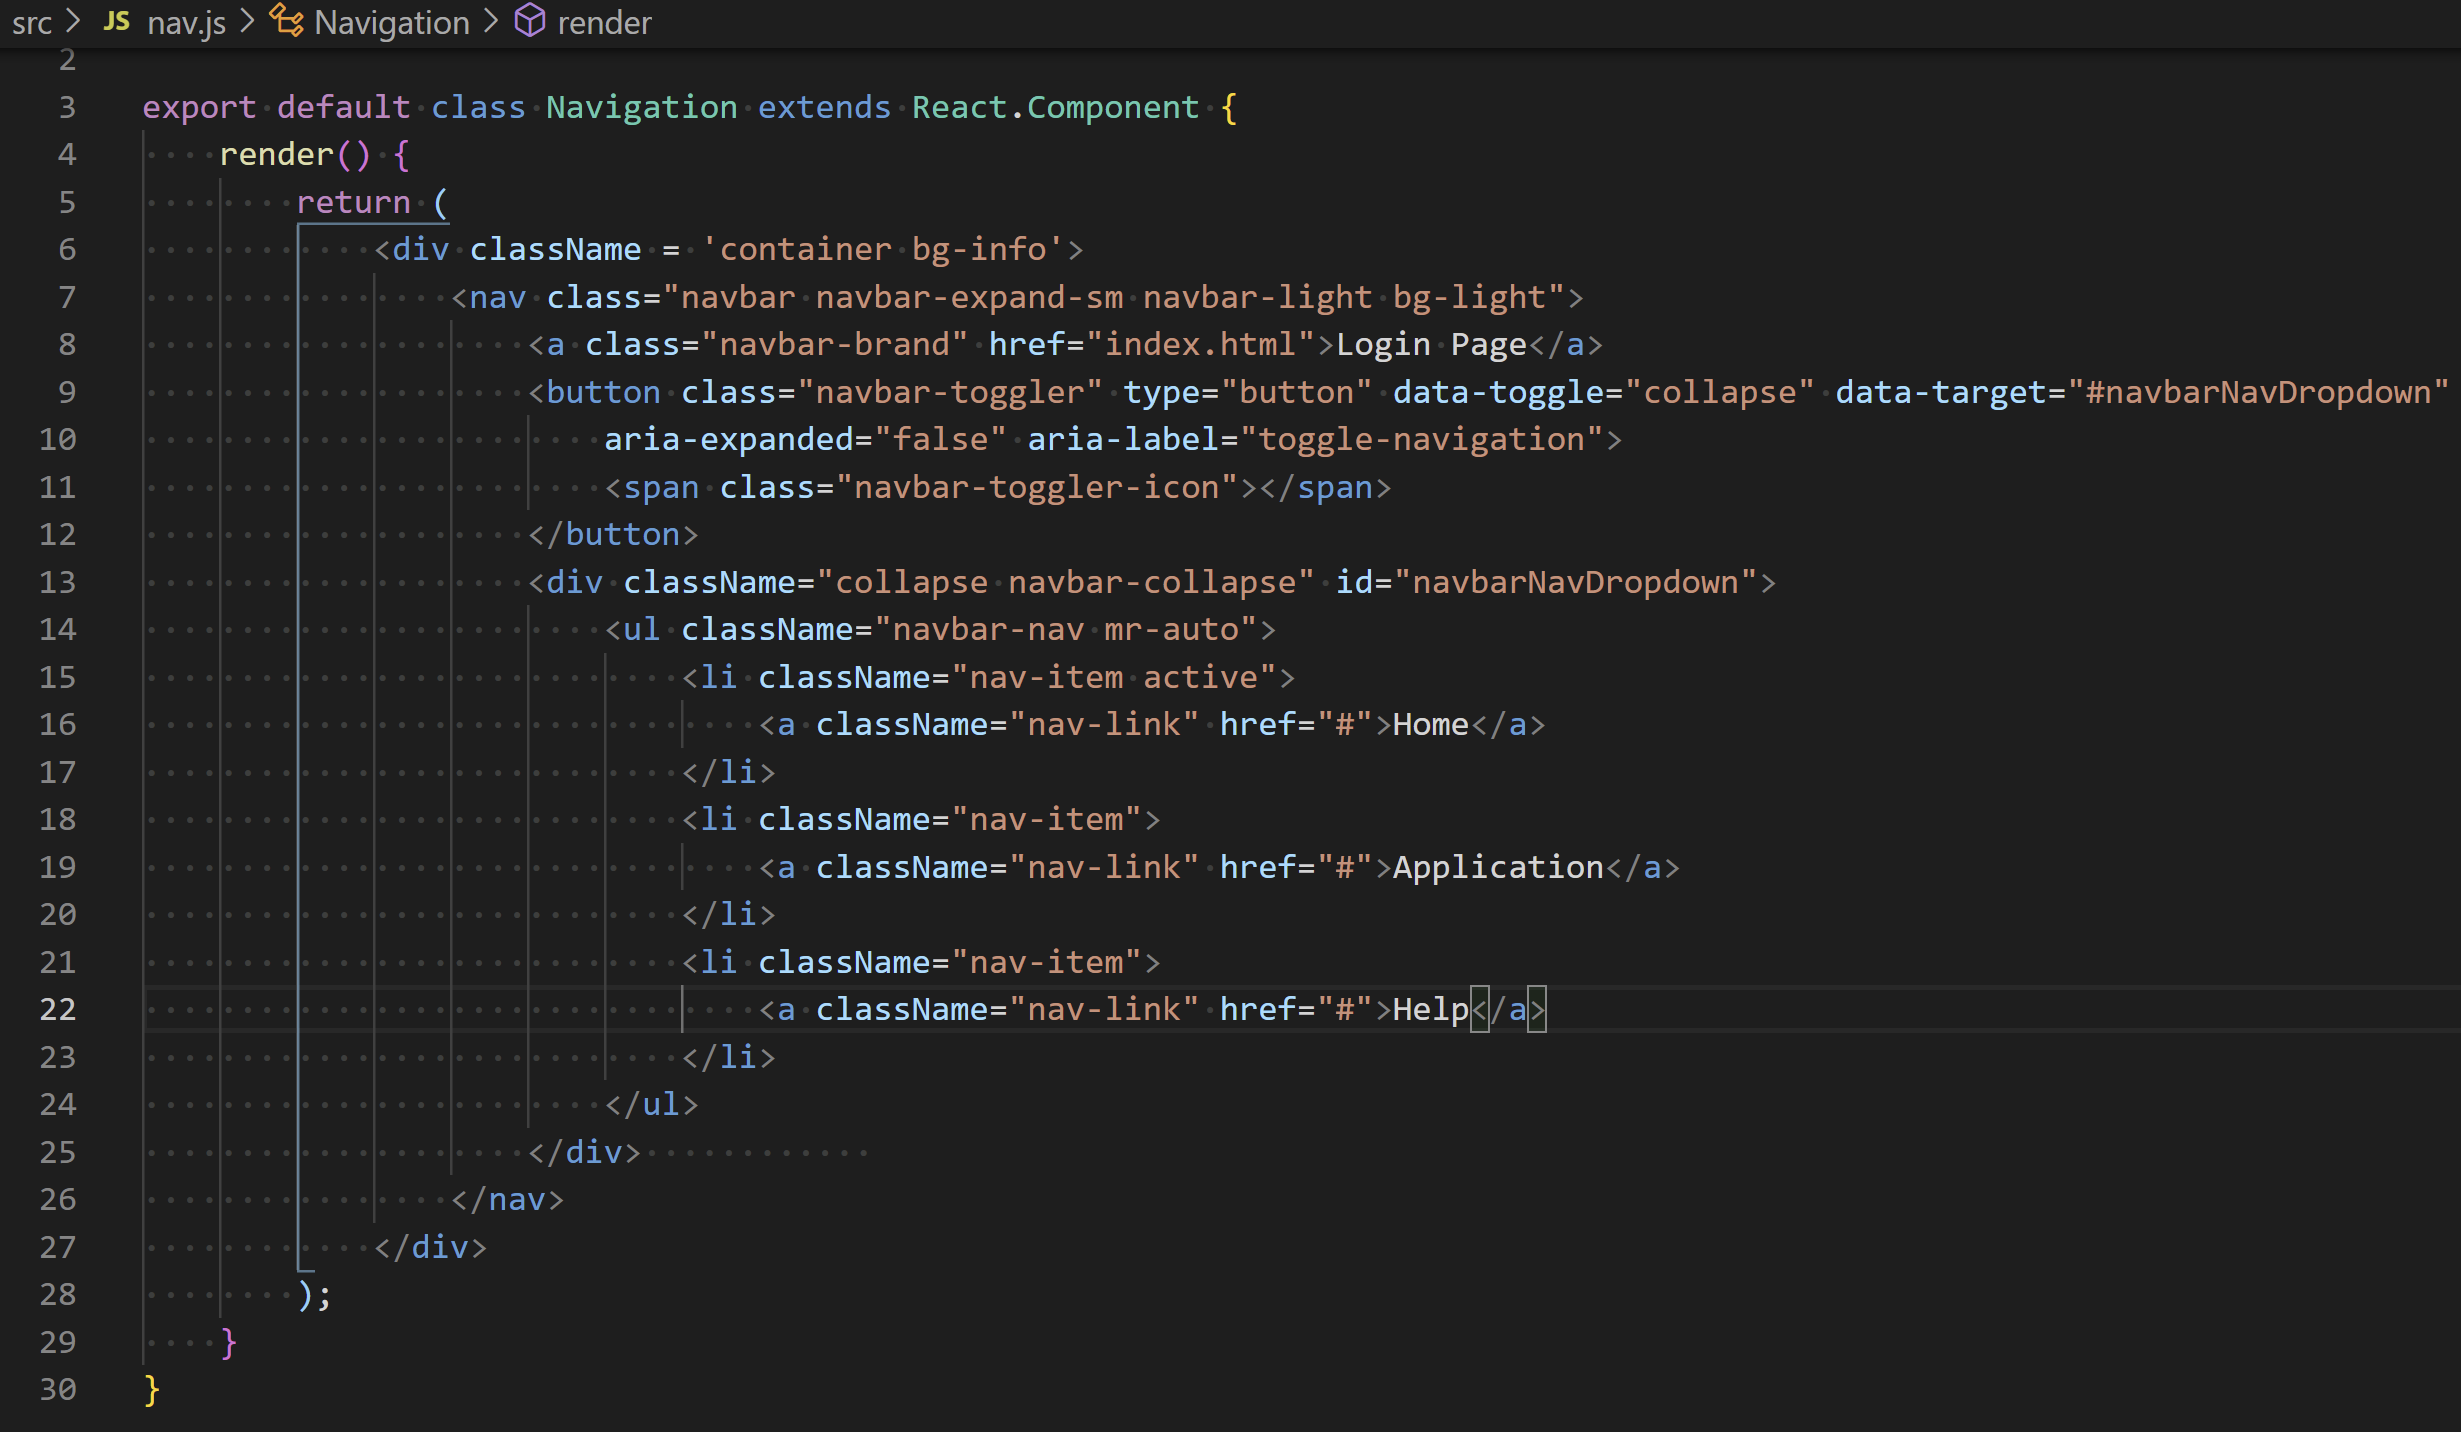 src > JS nav.js > Navigation > render
2
3 export default class Navigation extends React.Component {
4     render() {
5         return (
6             <div className = 'container bg-info'>
7                 <nav class="navbar navbar-expand-sm navbar-light bg-light">
8                     <a class="navbar-brand" href="index.html">Login Page</a>
9                     <button class="navbar-toggler" type="button" data-toggle="collapse" data-target="#navbarNavDropdown"
10                         aria-expanded="false" aria-label="toggle-navigation">
11                         <span class="navbar-toggler-icon"></span>
12                     </button>
13                     <div className="collapse navbar-collapse" id="navbarNavDropdown">
14                         <ul className="navbar-nav mr-auto">
15                             <li className="nav-item active">
16                                 <a className="nav-link" href="#">Home</a>
17                             </li>
18                             <li className="nav-item">
19                                 <a className="nav-link" href="#">Application</a>
20                             </li>
21                             <li className="nav-item">
22                                 <a className="nav-link" href="#">Help</a>
23                             </li>
24                         </ul>
25                     </div>
26                 </nav>
27             </div>
28         );
29     }
30 }